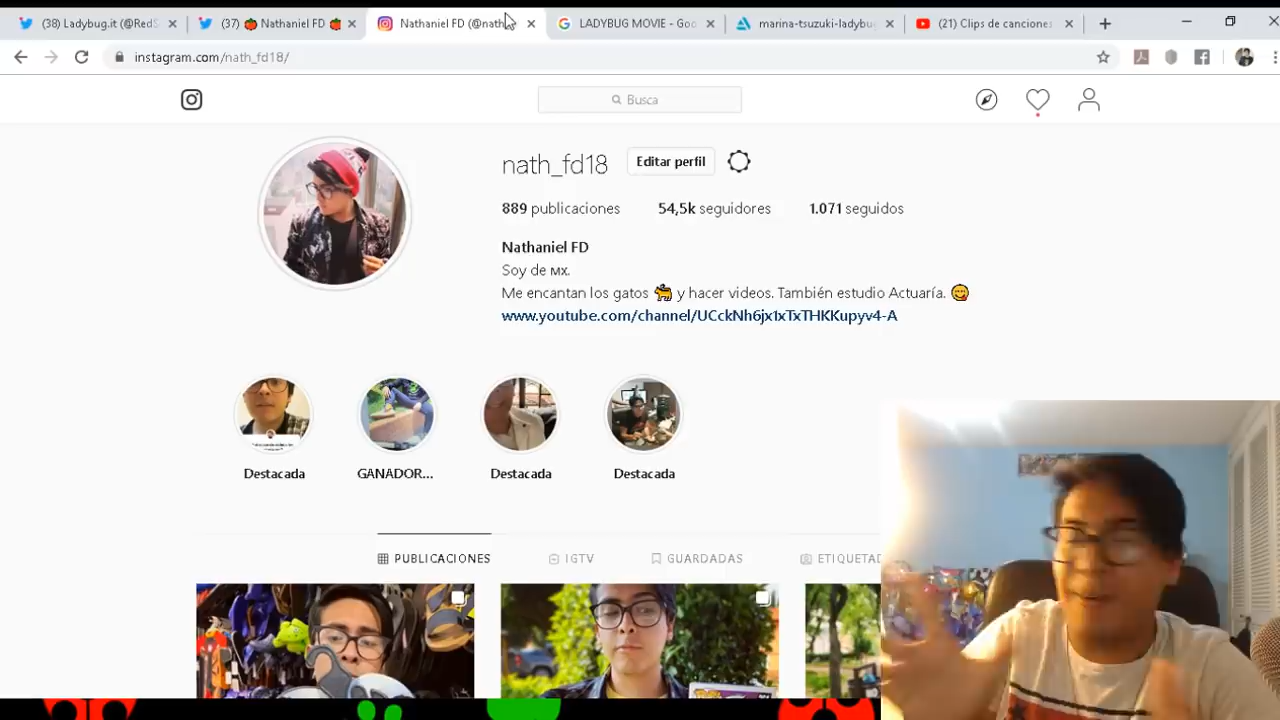 (38) Ladybug.it (@RedS
(37) 🍅 Nathaniel FD 🍅
Nathaniel FD (@nath
LADYBUG MOVIE - Goo
marina-tsuzuki-ladybug
(21) Clips de canciones
instagram.com/nath_fd18/
Busca
nath_fd18
Editar perfil
889 publicaciones
54,5k seguidores
1.071 seguidos
Nathaniel FD
Soy de мx.
Me encantan los gatos 🐈 y hacer videos. También estudio Actuaría. 😋
www.youtube.com/channel/UCckNh6jx1xTxTHKKupyv4-A
Destacada
GANADOR...
Destacada
Destacada
PUBLICACIONES
IGTV
GUARDADAS
ETIQUETAD